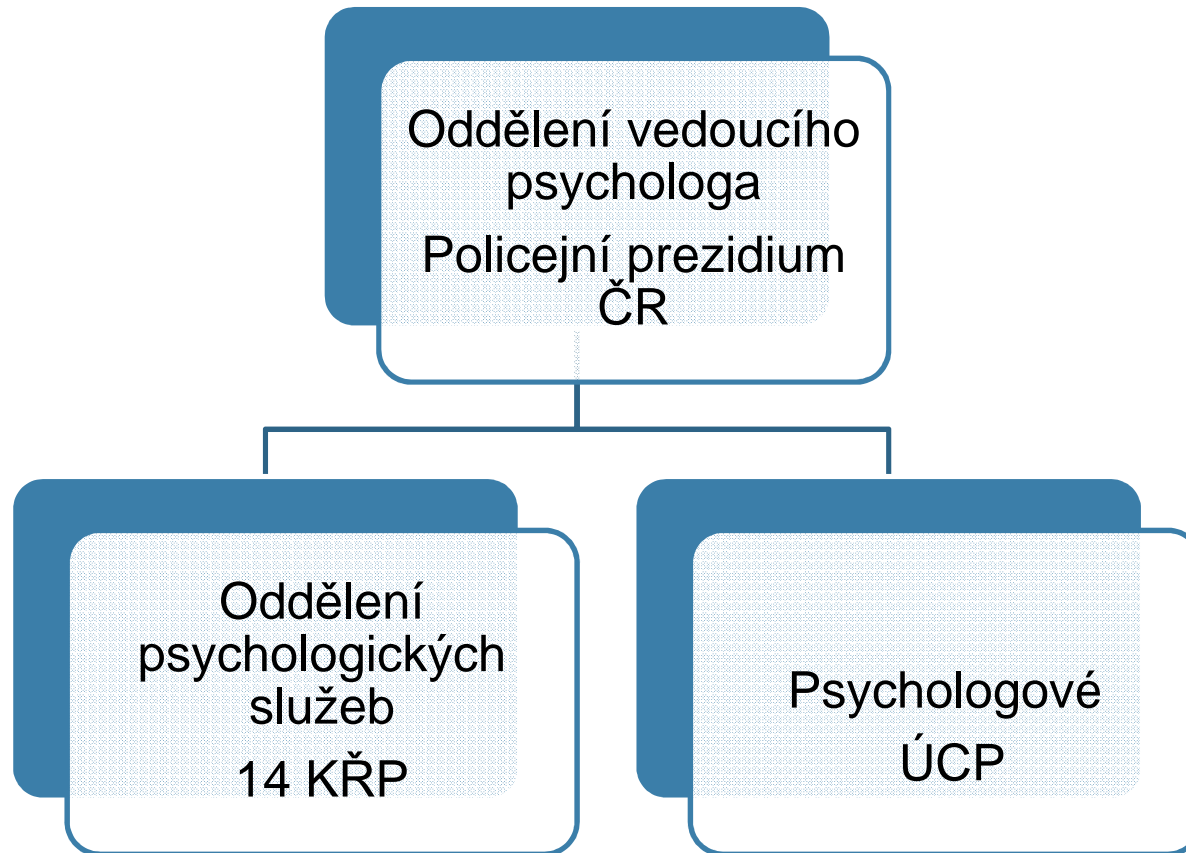 Oddělení vedoucího
psychologa
Policejní prezidium
ČR
Oddělení
psychologických
služeb
14 KŘP
Psychologové
ÚCP